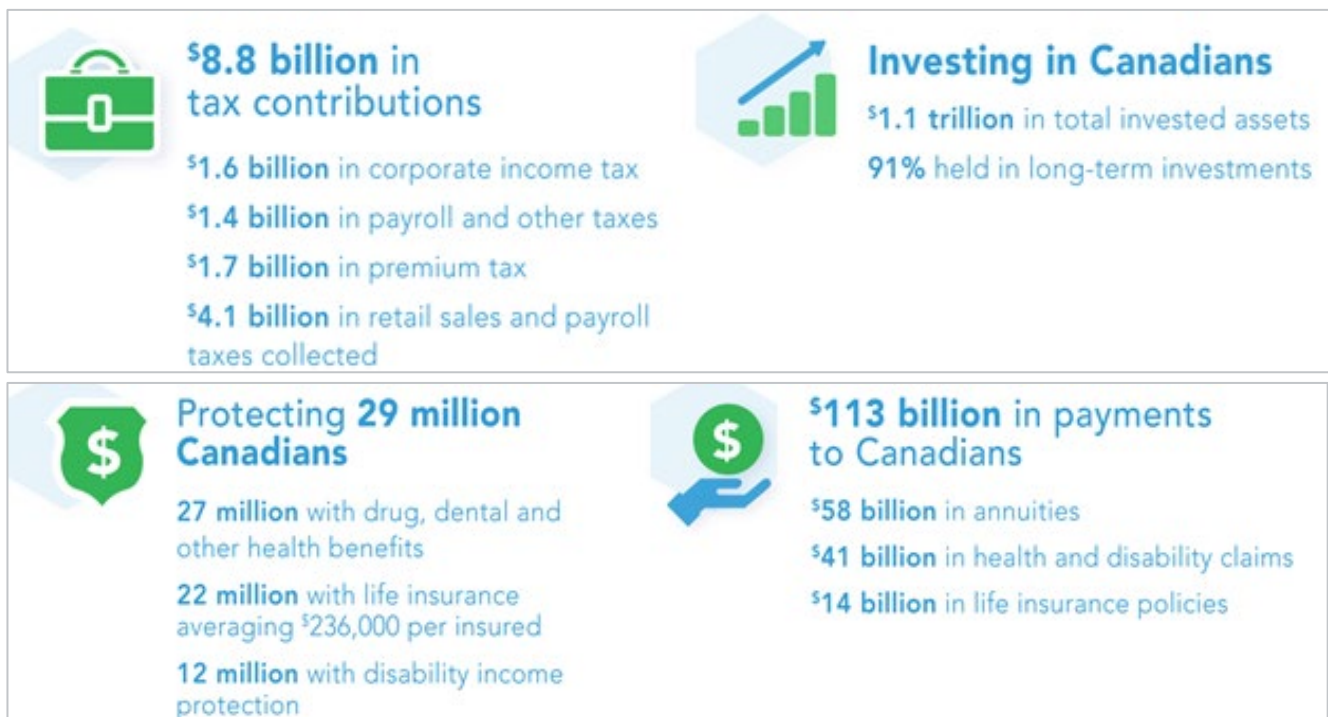 $8.8 billion in
tax contributions
$1.6 billion in corporate income tax
$1.4 billion in payroll and other taxes
$1.7 billion in premium tax
$4.1 billion in retail sales and payroll
taxes collected
Investing in Canadians
$1.1 trillion in total invested assets
91% held in long-term investments
$
Protecting 29 million
Canadians
27 million with drug, dental and
other health benefits
22 million with life insurance
averaging $236,000 per insured
12 million with disability income
protection
$
$113 billion in payments
to Canadians
$58 billion in annuities
$41 billion in health and disability claims
$14 billion in life insurance policies